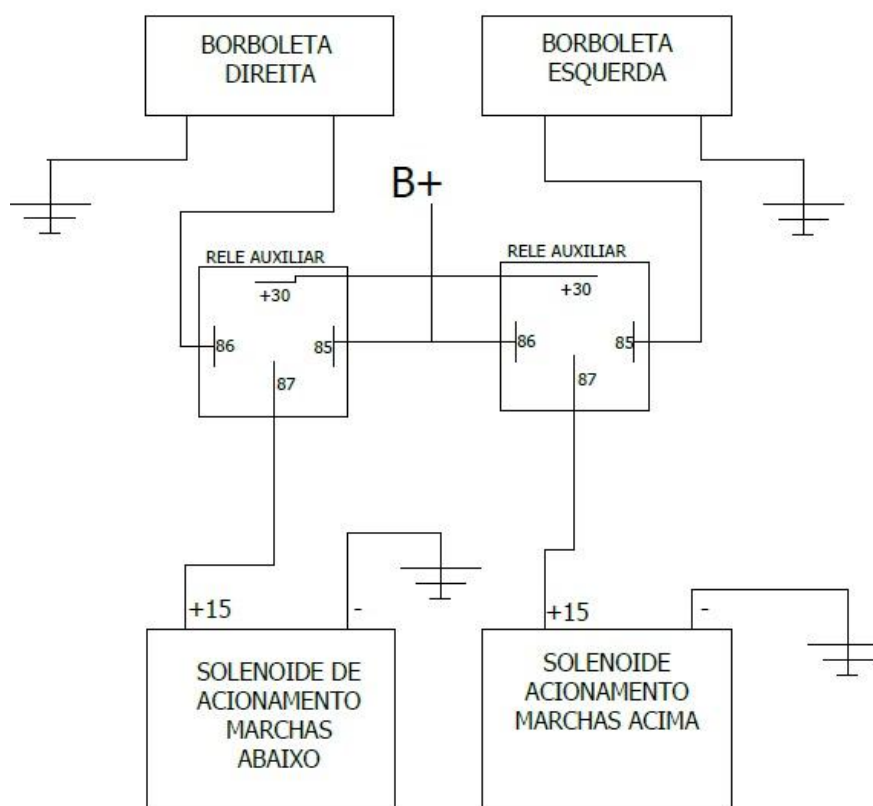 BORBOLETA
DIREITA
BORBOLETA
ESQUERDA
B+
RELE AUXILIAR
RELE AUXILIAR
+30
+30
86
85
86
85
87
87
+15
-
+15
-
SOLENOIDE DE
ACIONAMENTO
MARCHAS
ABAIXO
SOLENOIDE
ACIONAMENTO
MARCHAS ACIMA